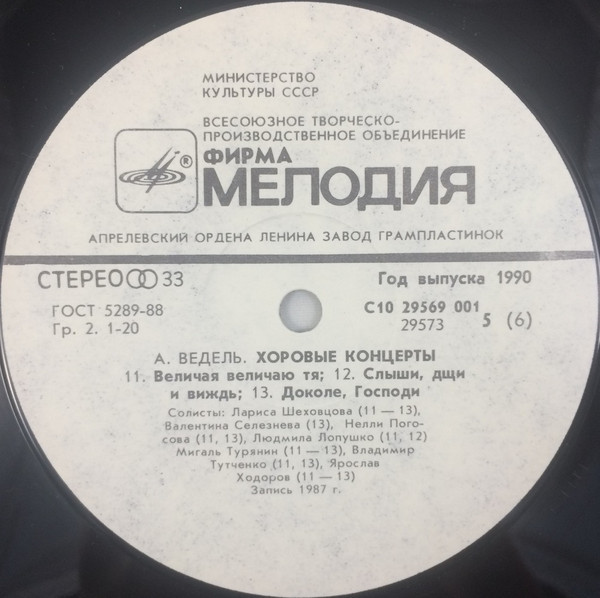 МИНИСТЕРСТВО
КУЛЬТУРЫ СССР
ВСЕСОЮЗНОЕ ТВОРЧЕСКО-
ПРОИЗВОДСТВЕННОЕ ОБЪЕДИНЕНИЕ
®
ФИРМА
МЕЛОДИЯ
АПРЕЛЕВСКИЙ ОРДЕНА ЛЕНИНА ЗАВОД ГРАМПЛАСТИНОК
СТЕРЕО 33
Год выпуска 1990
ГОСТ 5289-88
Гр. 2. 1-20
С10 29569 001
29573 5 (6)
А. ВЕДЕЛЬ. ХОРОВЫЕ КОНЦЕРТЫ
11. Величая величаю тя; 12. Слыши, дщи
и виждь; 13. Доколе, Господи
Солисты: Лариса Шеховцова (11 — 13),
Валентина Селезнева (13), Нелли Пого-
сова (11, 13), Людмила Лопушко (11, 12)
Мигаль Турянин (11 — 13), Владимир
Тутченко (11, 13), Ярослав
Ходоров (11 — 13)
Запись 1987 г.